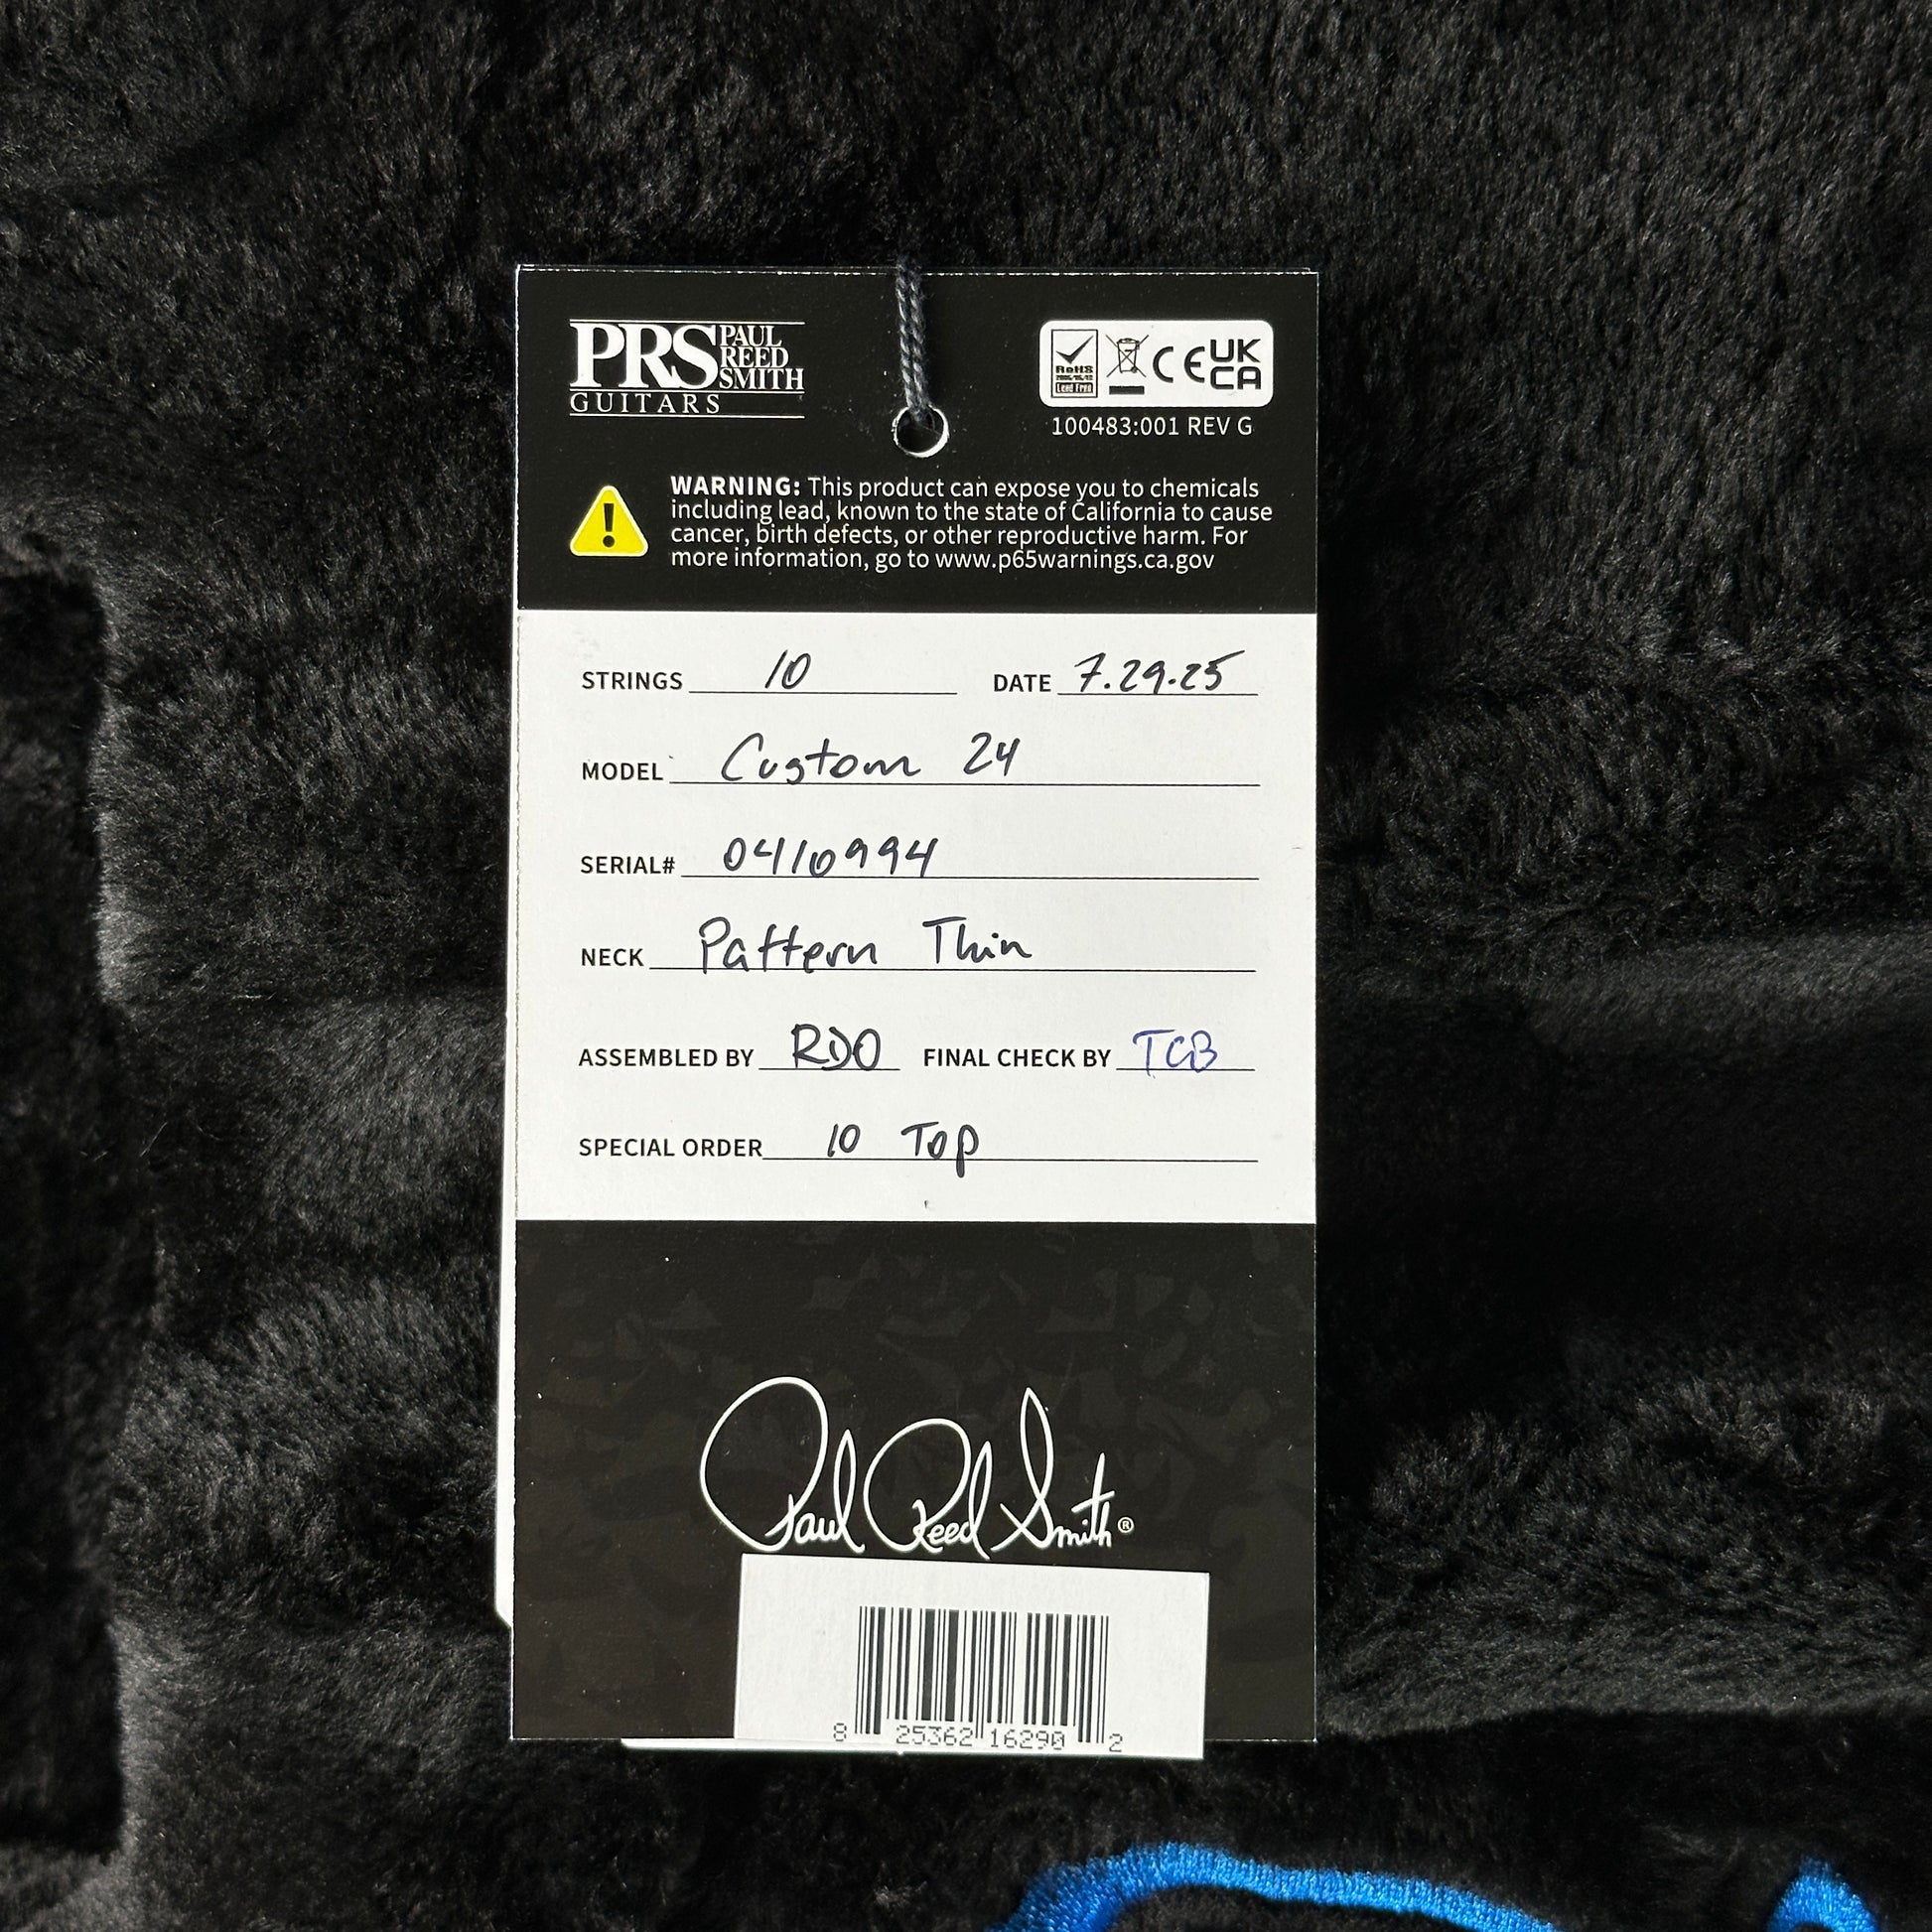 PRS PAUL REED SMITH
GUITARS
RoHS
2005/95/EC
Lead Free
CE UK CA
100483:001 REV G
WARNING: This product can expose you to chemicals
including lead, known to the state of California to cause
cancer, birth defects, or other reproductive harm. For
more information, go to www.p65warnings.ca.gov
STRINGS 10 DATE 7.29.25
MODEL Custom 24
SERIAL# 0410994
NECK Pattern Thin
ASSEMBLED BY RDO FINAL CHECK BY TCB
SPECIAL ORDER 10 Top
Paul Reed Smith®
8 25362 16290 2